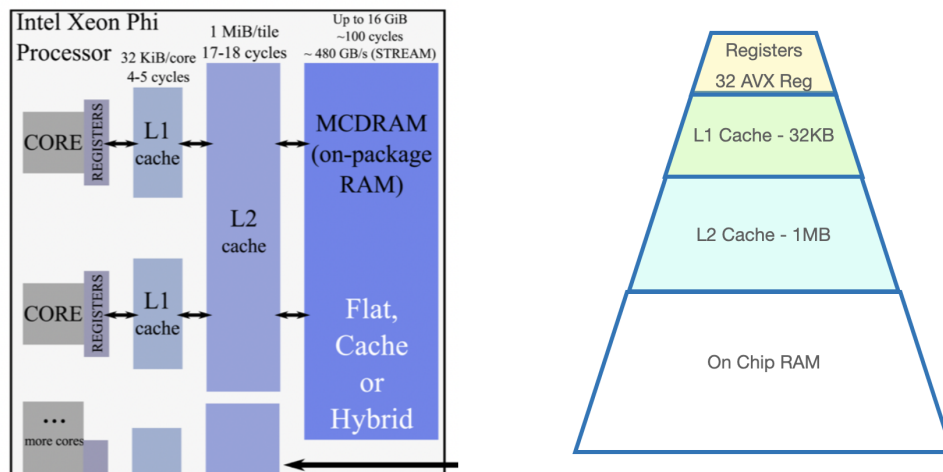 Intel Xeon Phi
Processor
32 KiB/core
4-5 cycles
1 MiB/tile
17-18 cycles
Up to 16 GiB
~100 cycles
~ 480 GB/s (STREAM)
CORE
REGISTERS
L1
cache
L2
cache
MCDRAM
(on-package
RAM)
CORE
REGISTERS
L1
cache
Flat,
Cache
or
Hybrid
...
more cores
Registers
32 AVX Reg
L1 Cache - 32KB
L2 Cache - 1MB
On Chip RAM